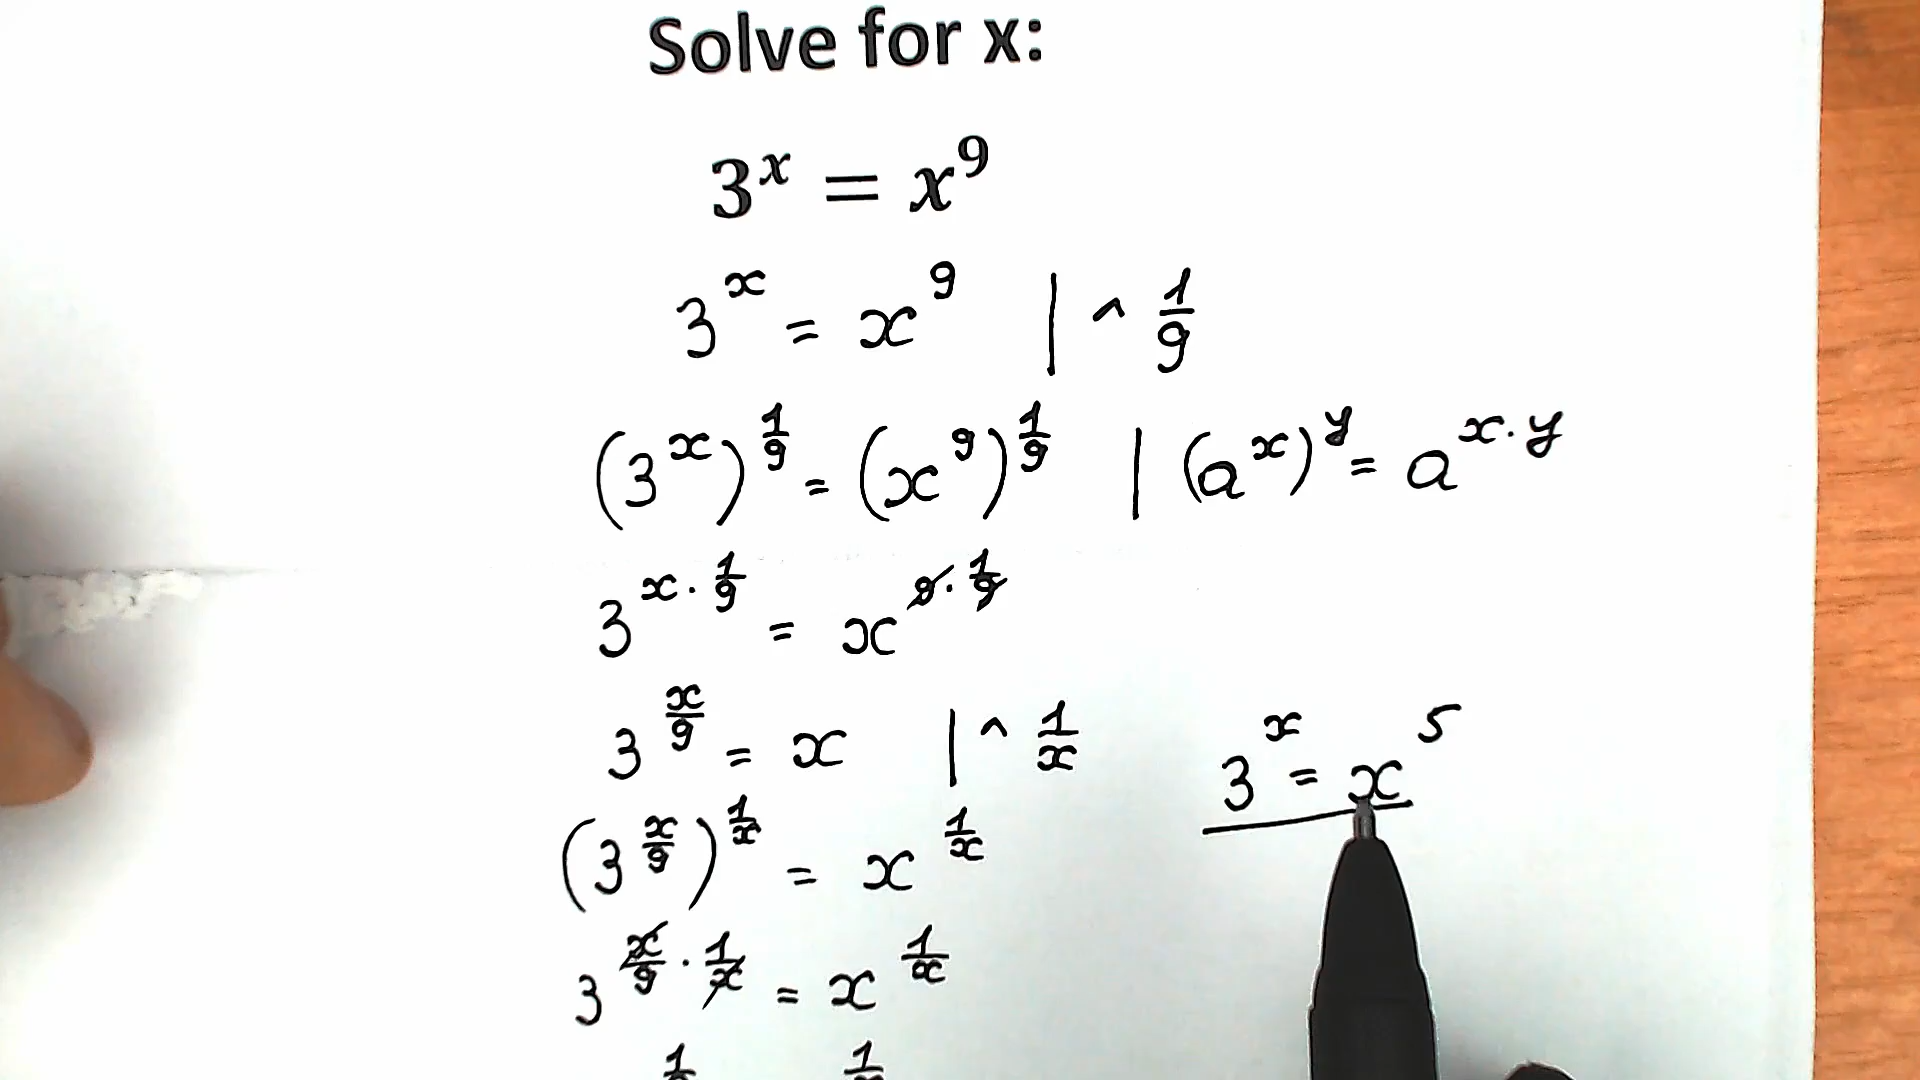 Solve for x:
3^x = x^9
3^x = x^9 | ^ 1/9
(3^x)^(1/9) = (x^9)^(1/9) | (a^x)^y = a^(x·y)
3^(x·1/9) = x^(9·1/9)
3^(x/9) = x | ^ 1/x
3^x = x^5
(3^(x/9))^(1/x) = x^(1/x)
3^(x/9·1/x) = x^(1/x)